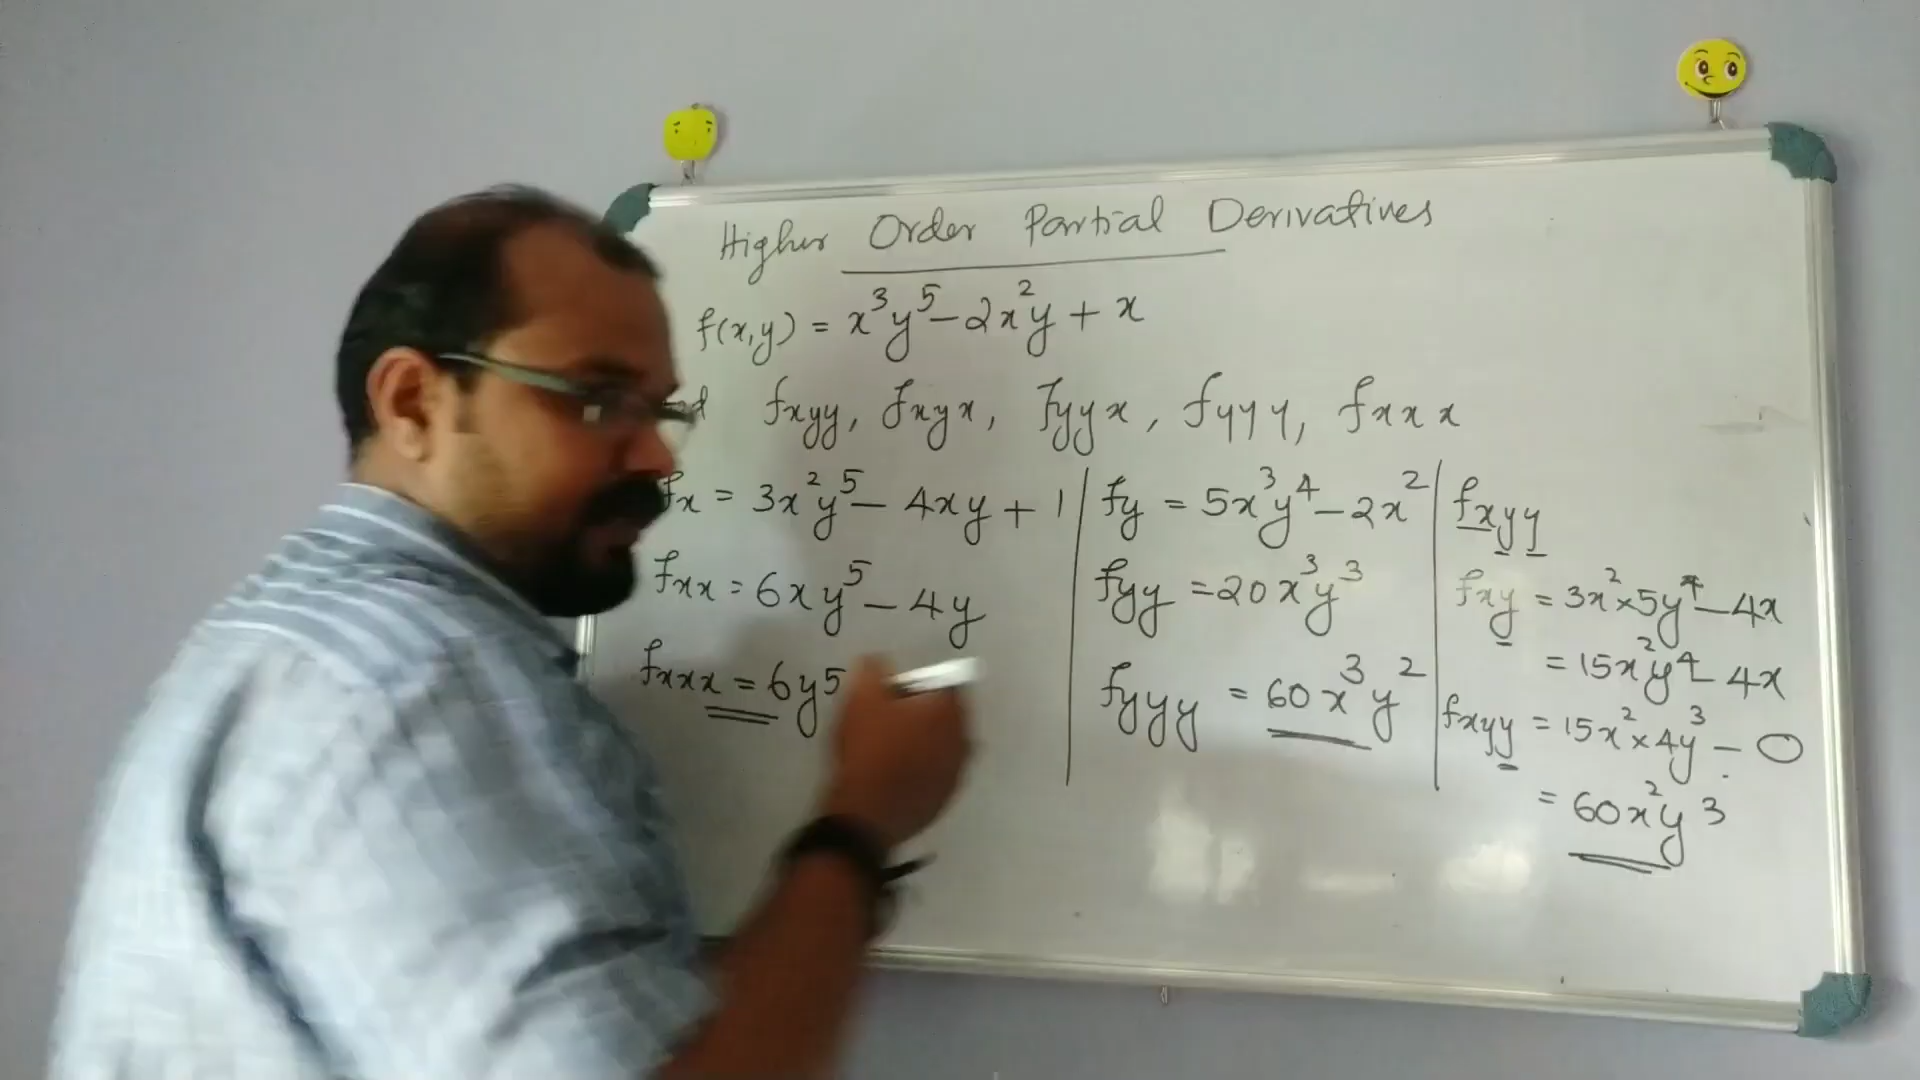 Higher Order Partial Derivatives
f(x,y) = x³y⁵ - 2x²y + x
fxyy, fxyx, fyyx, fyyy, fxxx
fx = 3x²y⁵ - 4xy + 1
fxx = 6xy⁵ - 4y
fxxx = 6y⁵
fy = 5x³y⁴ - 2x²
fyy = 20x³y³
fyyy = 60x³y²
fxyy
fxy = 3x² × 5y⁴ - 4x
= 15x²y⁴ - 4x
fxyy = 15x² × 4y³ - 0
= 60x²y³